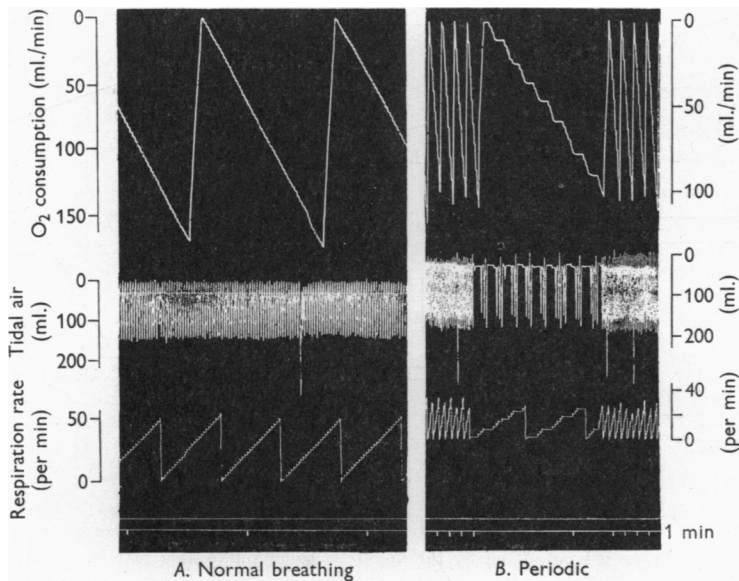 0
50
100
150
O2 consumption (ml./min)
0
100
200
Tidal air
(ml.)
50
0
Respiration rate
(per min)
0
50
100
(ml./min)
0
100
200
(ml.)
40
0
(per min)
1 min
A. Normal breathing
B. Periodic